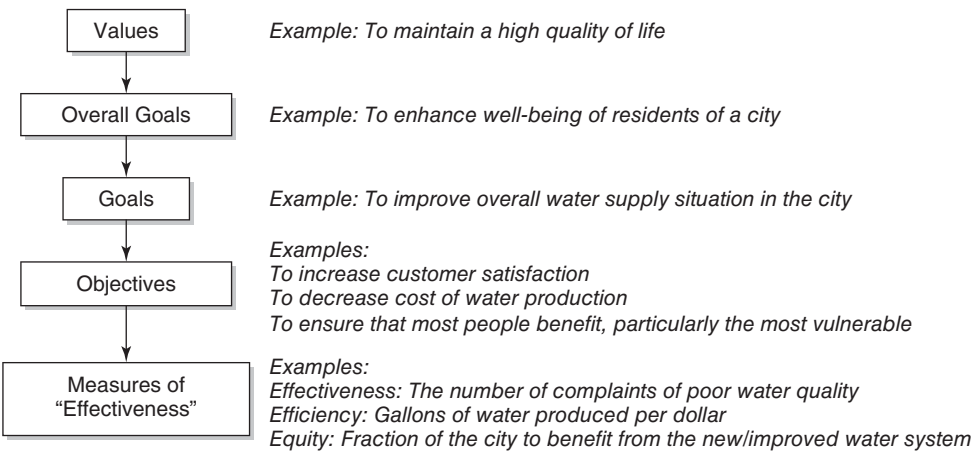 Values
Example: To maintain a high quality of life
Overall Goals
Example: To enhance well-being of residents of a city
Goals
Example: To improve overall water supply situation in the city
Objectives
Examples:
To increase customer satisfaction
To decrease cost of water production
To ensure that most people benefit, particularly the most vulnerable
Measures of
“Effectiveness”
Examples:
Effectiveness: The number of complaints of poor water quality
Efficiency: Gallons of water produced per dollar
Equity: Fraction of the city to benefit from the new/improved water system